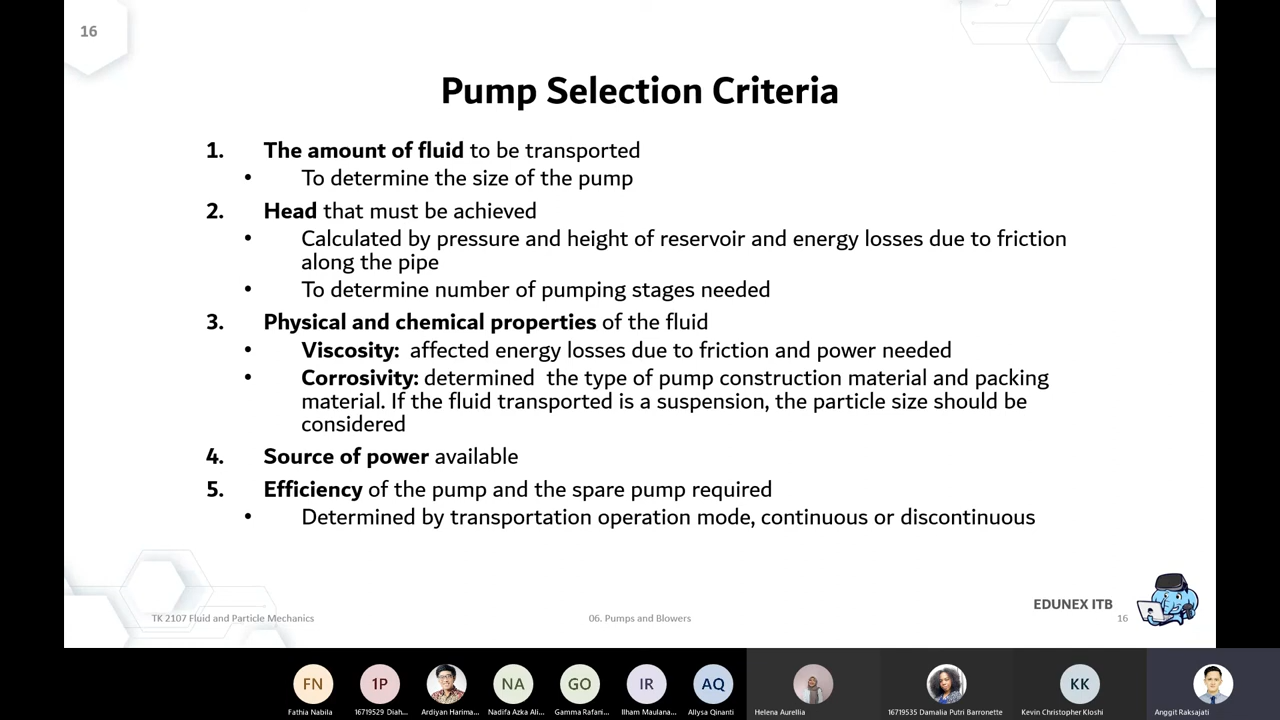 16
Pump Selection Criteria
1. The amount of fluid to be transported
• To determine the size of the pump
2. Head that must be achieved
• Calculated by pressure and height of reservoir and energy losses due to friction
along the pipe
• To determine number of pumping stages needed
3. Physical and chemical properties of the fluid
• Viscosity: affected energy losses due to friction and power needed
• Corrosivity: determined the type of pump construction material and packing
material. If the fluid transported is a suspension, the particle size should be
considered
4. Source of power available
5. Efficiency of the pump and the spare pump required
• Determined by transportation operation mode, continuous or discontinuous
EDUNEX ITB
TK 2107 Fluid and Particle Mechanics 06. Pumps and Blowers 16
FN 1P NA GO IR AQ KK
Fathia Nabila 16719529 Diah... Ardiyan Harima... Nadifa Azka Ali... Gamma Rafani... Ilham Maulana... Allysa Qinanti Helena Aurellia 16719535 Damalia Putri Barronette Kevin Christopher Kloshi Anggit Raksajati